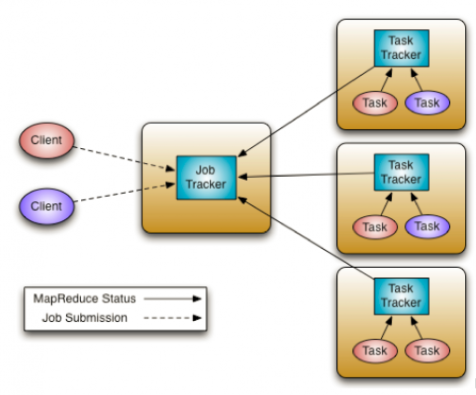 Task
Tracker
Task
Task
Client
Job
Tracker
Task
Tracker
Client
Task
Task
Task
Tracker
MapReduce Status
Job Submission
Task
Task